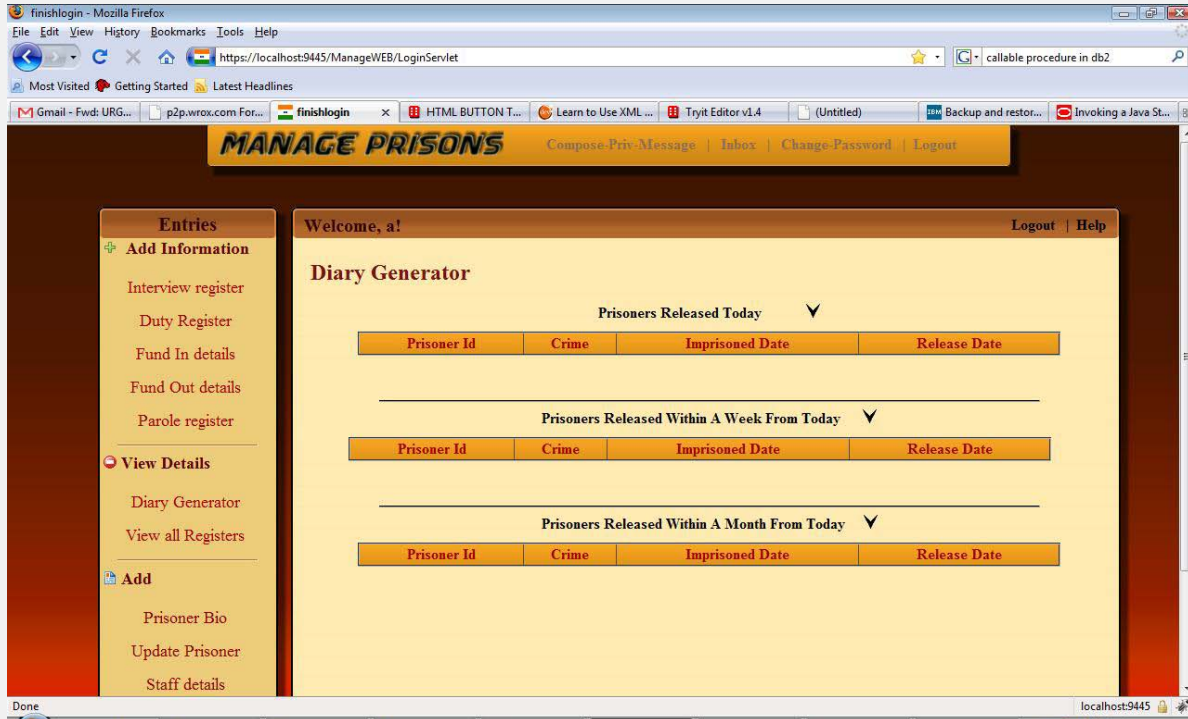 finishlogin - Mozilla Firefox
File Edit View History Bookmarks Tools Help
https://localhost:9445/ManageWEB/LoginServlet
callable procedure in db2
Most Visited Getting Started Latest Headlines
Gmail - Fwd: URG... p2p.wrox.com For... finishlogin HTML BUTTON T... Learn to Use XML ... Tryit Editor v1.4 (Untitled) Backup and restor... Invoking a Java St...
MANAGE PRISONS
Compose-Priv-Message | Inbox | Change-Password | Logout
Entries
Add Information
Interview register
Duty Register
Fund In details
Fund Out details
Parole register
View Details
Diary Generator
View all Registers
Add
Prisoner Bio
Update Prisoner
Staff details
Welcome, a!
Logout | Help
Diary Generator
Prisoners Released Today
Prisoner Id Crime Imprisoned Date Release Date
Prisoners Released Within A Week From Today
Prisoner Id Crime Imprisoned Date Release Date
Prisoners Released Within A Month From Today
Prisoner Id Crime Imprisoned Date Release Date
Done
localhost:9445